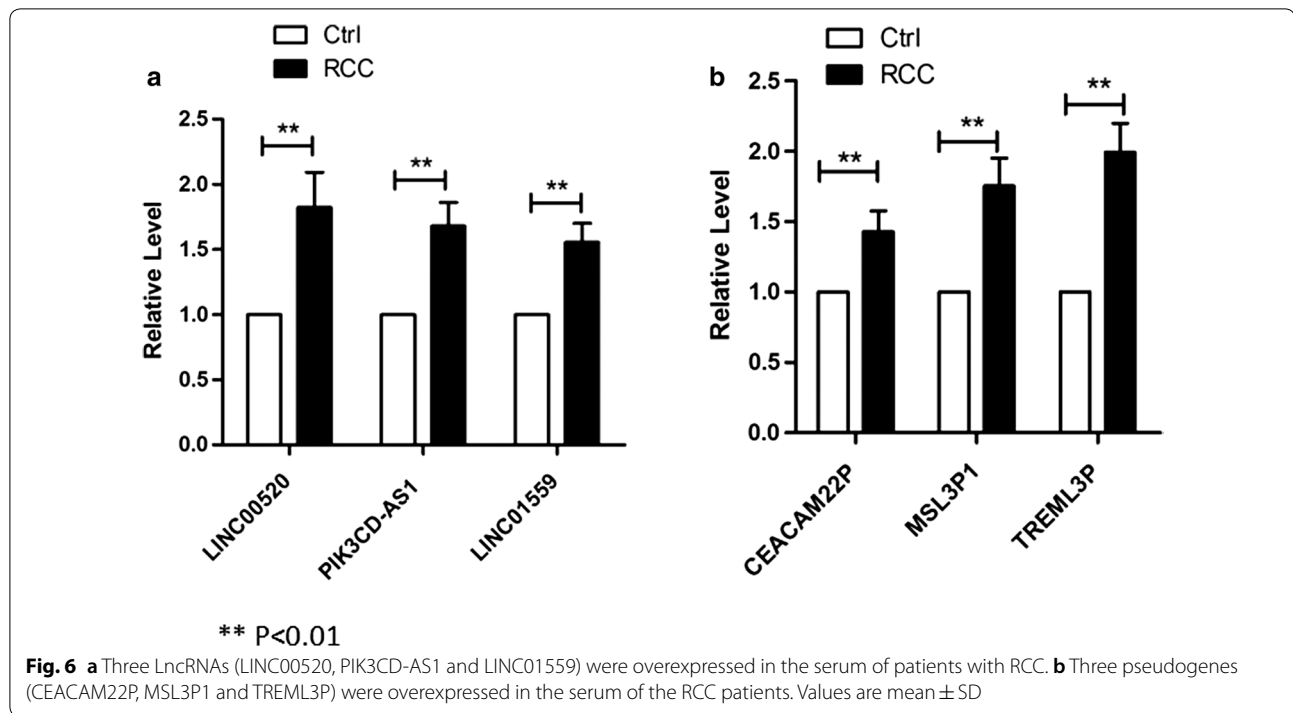 a
Ctrl
RCC
Relative Level
2.5
2.0
1.5
1.0
0.5
0.0
**
**
**
LINC00520
PIK3CD-AS1
LINC01559
** P<0.01
b
Ctrl
RCC
Relative Level
2.5
2.0
1.5
1.0
0.5
0.0
**
**
**
CEACAM22P
MSL3P1
TREML3P
Fig. 6 a Three LncRNAs (LINC00520, PIK3CD-AS1 and LINC01559) were overexpressed in the serum of patients with RCC. b Three pseudogenes
(CEACAM22P, MSL3P1 and TREML3P) were overexpressed in the serum of the RCC patients. Values are mean ± SD